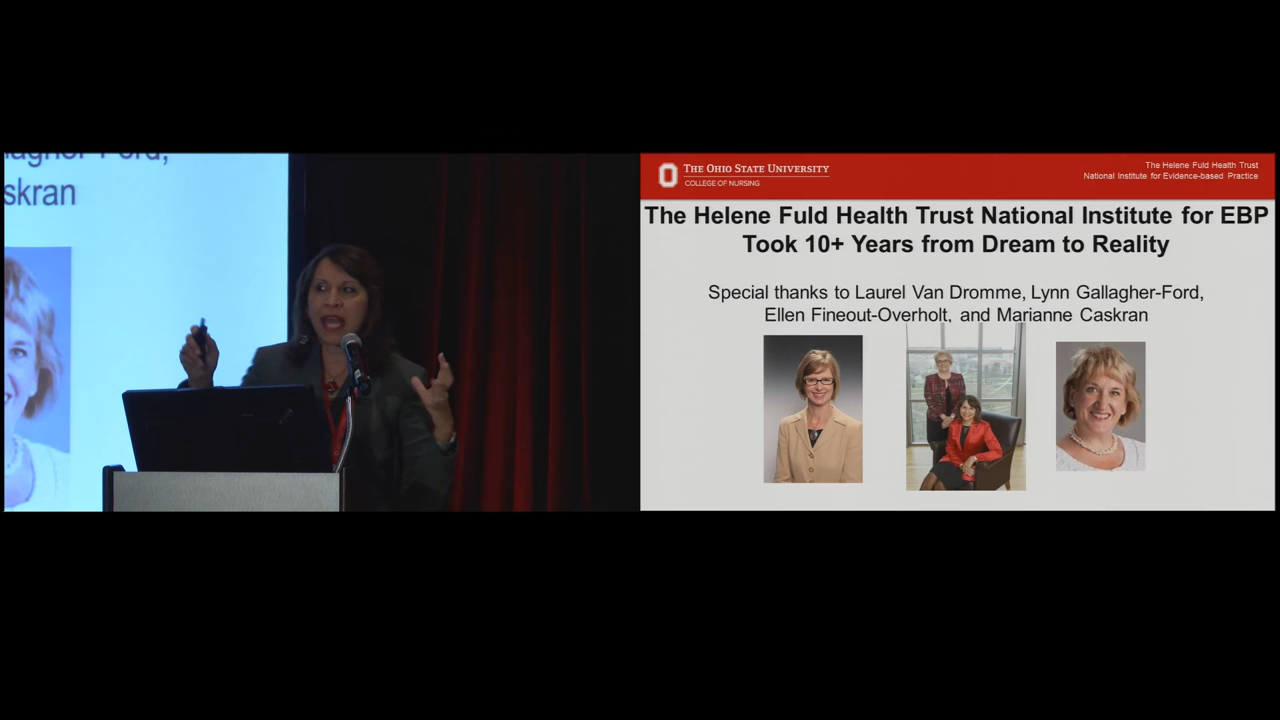 skran
THE OHIO STATE UNIVERSITY
COLLEGE OF NURSING
The Helene Fuld Health Trust
National Institute for Evidence-based Practice
The Helene Fuld Health Trust National Institute for EBP
Took 10+ Years from Dream to Reality
Special thanks to Laurel Van Dromme, Lynn Gallagher-Ford,
Ellen Fineout-Overholt, and Marianne Caskran